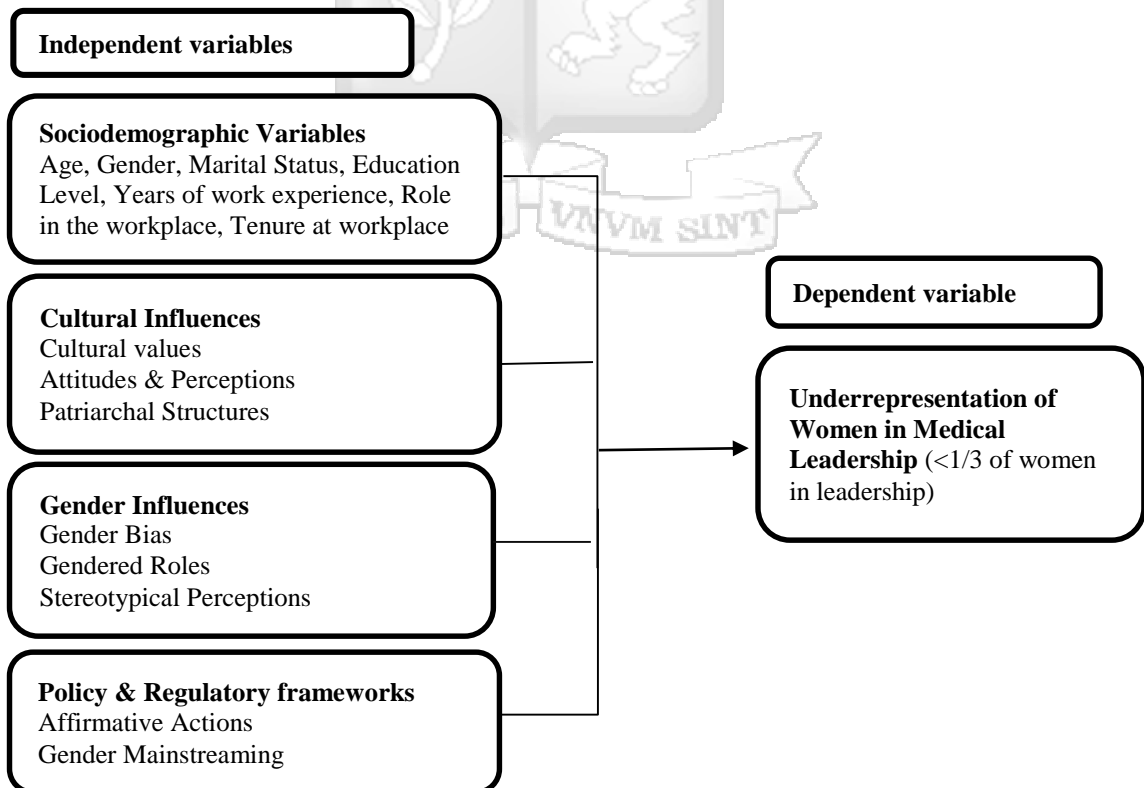 Independent variables
Sociodemographic Variables
Age, Gender, Marital Status, Education
Level, Years of work experience, Role
in the workplace, Tenure at workplace
VNVM SINT
Cultural Influences
Cultural values
Attitudes & Perceptions
Patriarchal Structures
Gender Influences
Gender Bias
Gendered Roles
Stereotypical Perceptions
Policy & Regulatory frameworks
Affirmative Actions
Gender Mainstreaming
Dependent variable
Underrepresentation of
Women in Medical
Leadership (<1/3 of women
in leadership)